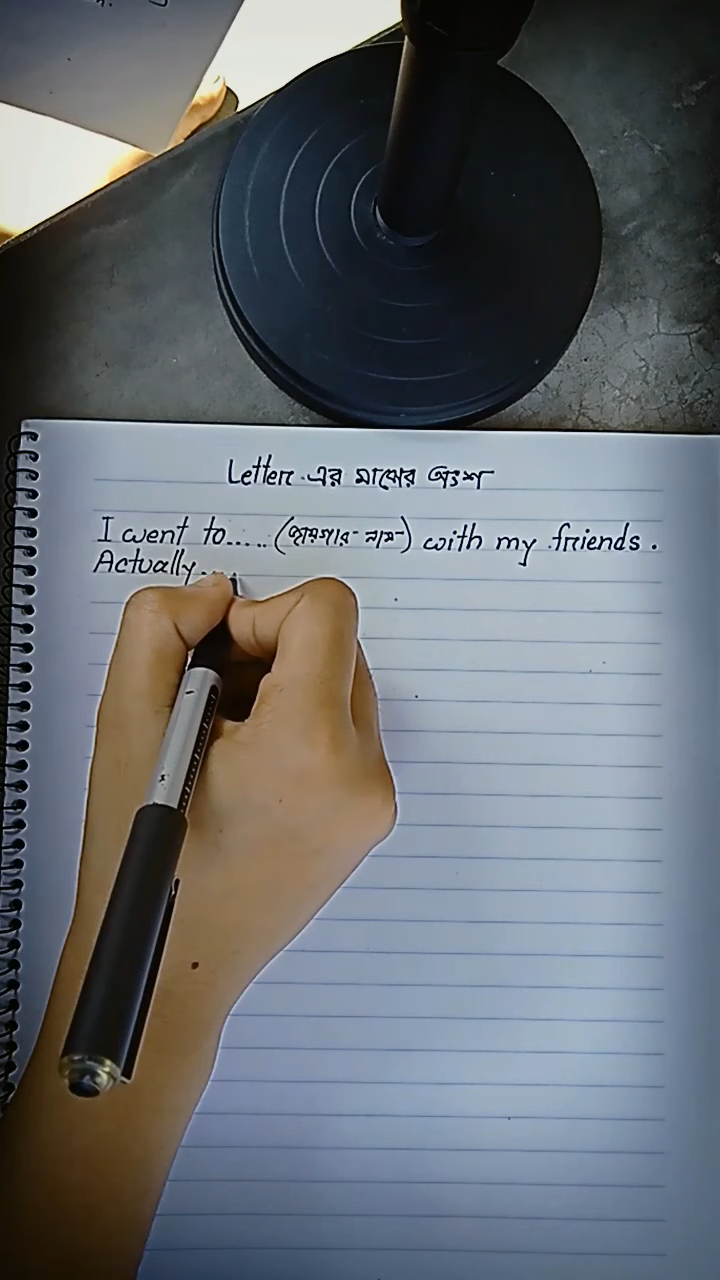 Letter এর মাঝের অংশ
I went to..... (জায়গার নাম) with my friends.
Actually...